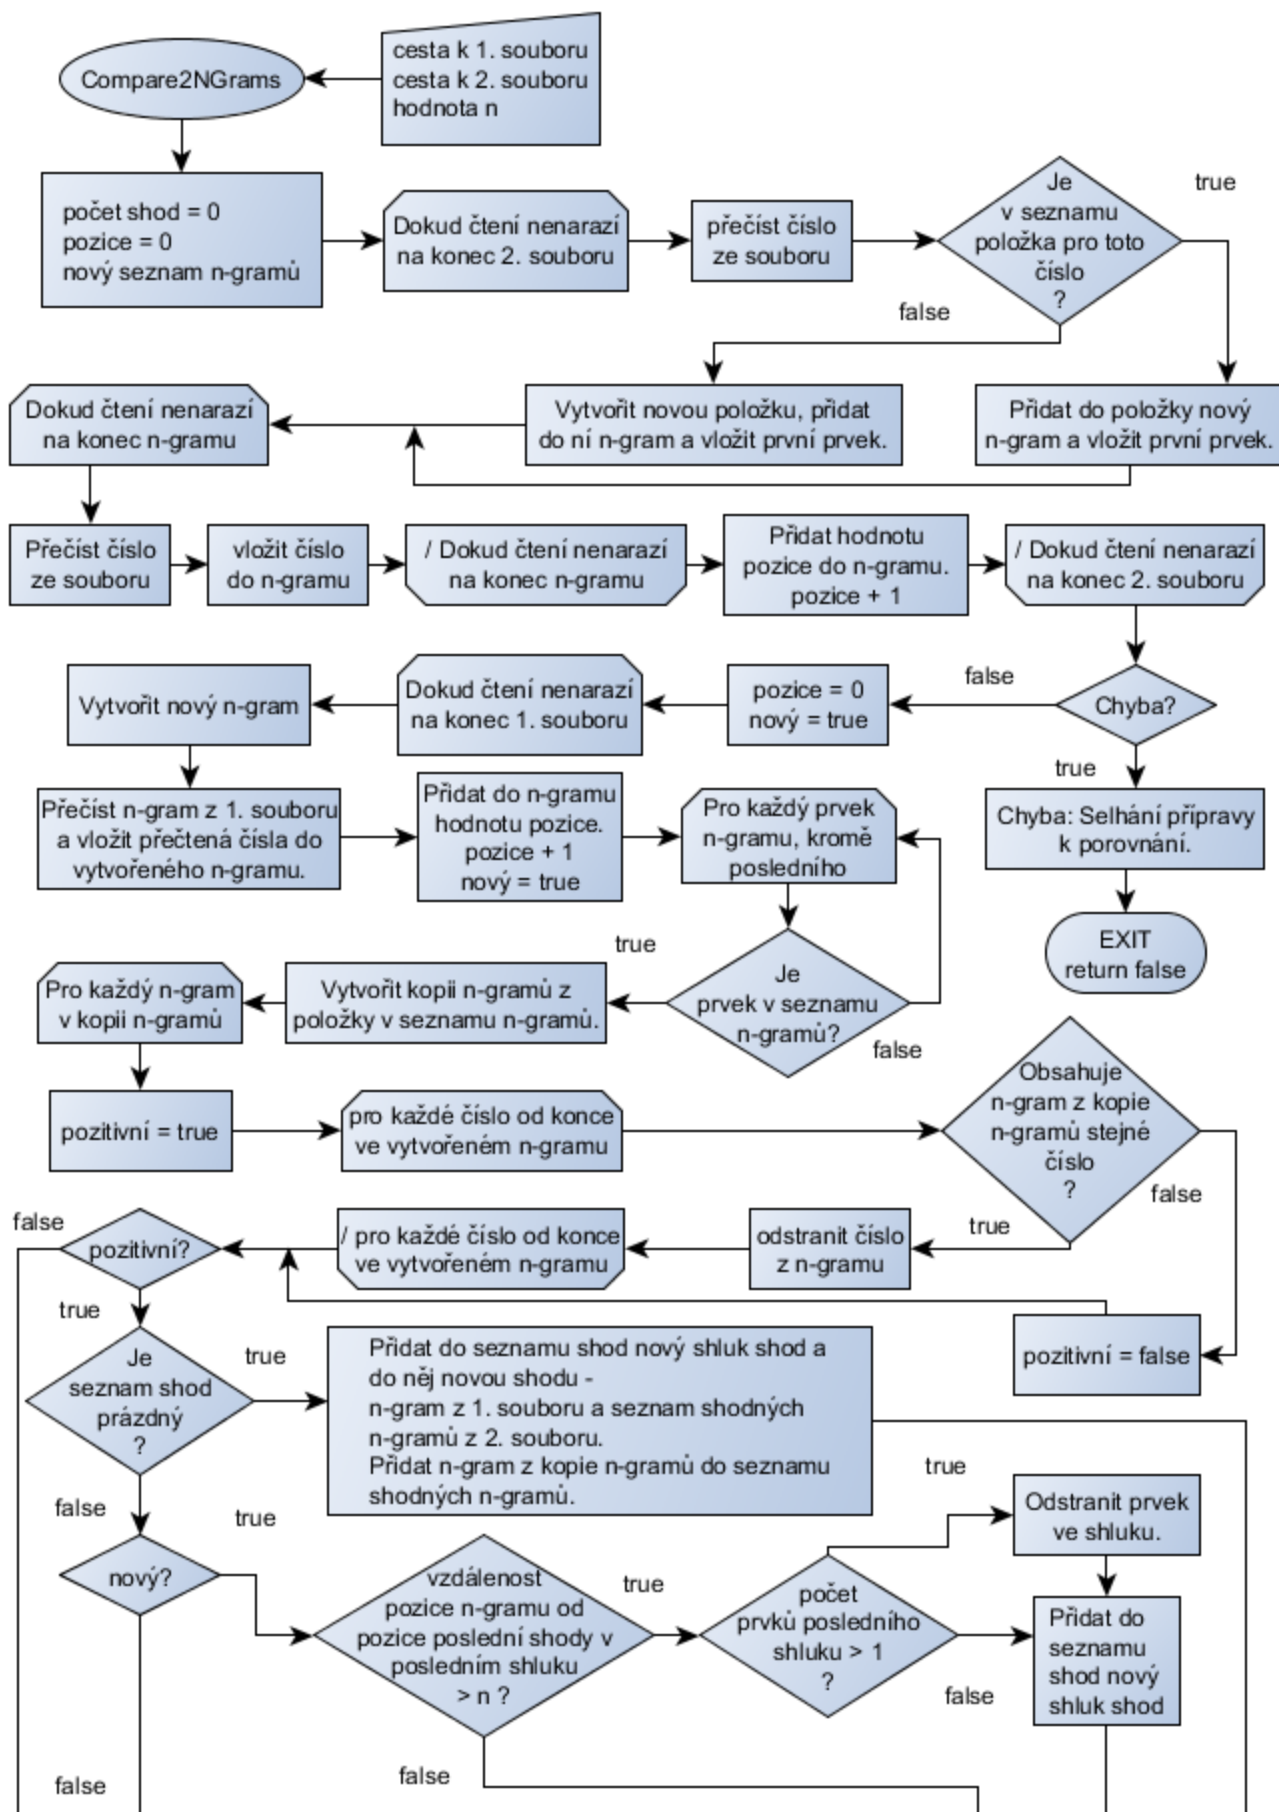 Compare2NGrams
cesta k 1. souboru
cesta k 2. souboru
hodnota n
počet shod = 0
pozice = 0
nový seznam n-gramů
Dokud čtení nenarazí
na konec 2. souboru
přečíst číslo
ze souboru
Je
v seznamu
položka pro toto
číslo
?
true
false
Dokud čtení nenarazí
na konec n-gramu
Vytvořit novou položku, přidat
do ní n-gram a vložit první prvek.
Přidat do položky nový
n-gram a vložit první prvek.
Přečíst číslo
ze souboru
vložit číslo
do n-gramu
/ Dokud čtení nenarazí
na konec n-gramu
Přidat hodnotu
pozice do n-gramu.
pozice + 1
/ Dokud čtení nenarazí
na konec 2. souboru
Vytvořit nový n-gram
Dokud čtení nenarazí
na konec 1. souboru
pozice = 0
nový = true
false
Chyba?
true
Přečíst n-gram z 1. souboru
a vložit přečtená čísla do
vytvořeného n-gramu.
Přidat do n-gramu
hodnotu pozice.
pozice + 1
nový = true
Pro každý prvek
n-gramu, kromě
posledního
Chyba: Selhání přípravy
k porovnání.
EXIT
return false
Pro každý n-gram
v kopii n-gramů
Vytvořit kopii n-gramů z
položky v seznamu n-gramů.
true
Je
prvek v seznamu
n-gramů?
false
pozitivní = true
pro každé číslo od konce
ve vytvořeném n-gramu
Obsahuje
n-gram z kopie
n-gramů stejné
číslo
?
false
true
false
pozitivní?
/ pro každé číslo od konce
ve vytvořeném n-gramu
odstranit číslo
z n-gramu
true
pozitivní = false
Je
seznam shod
prázdný
?
true
Přidat do seznamu shod nový shluk shod a
do něj novou shodu -
n-gram z 1. souboru a seznam shodných
n-gramů z 2. souboru.
Přidat n-gram z kopie n-gramů do seznamu
shodných n-gramů.
false
true
true
Odstranit prvek
ve shluku.
nový?
vzdálenost
pozice n-gramu od
pozice poslední shody v
posledním shluku
> n ?
true
počet
prvků posledního
shluku > 1
?
false
Přidat do
seznamu
shod nový
shluk shod
false
false